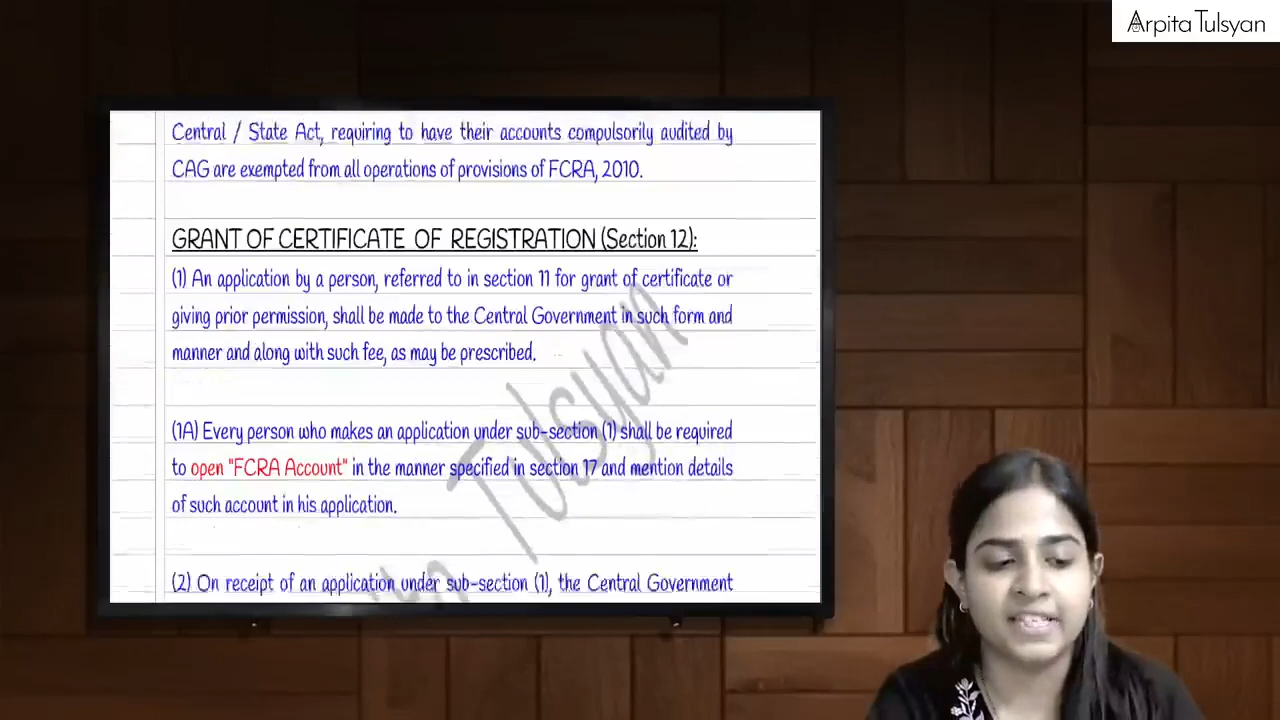 Arpita Tulsyan
Central / State Act, requiring to have their accounts compulsorily audited by
CAG are exempted from all operations of provisions of FCRA, 2010.
GRANT OF CERTIFICATE OF REGISTRATION (Section 12):
(1) An application by a person, referred to in section 11 for grant of certificate or
giving prior permission, shall be made to the Central Government in such form and
manner and along with such fee, as may be prescribed.
(1A) Every person who makes an application under sub-section (1) shall be required
to open "FCRA Account" in the manner specified in section 17 and mention details
of such account in his application.
(2) On receipt of an application under sub-section (1), the Central Government
Tulsyan